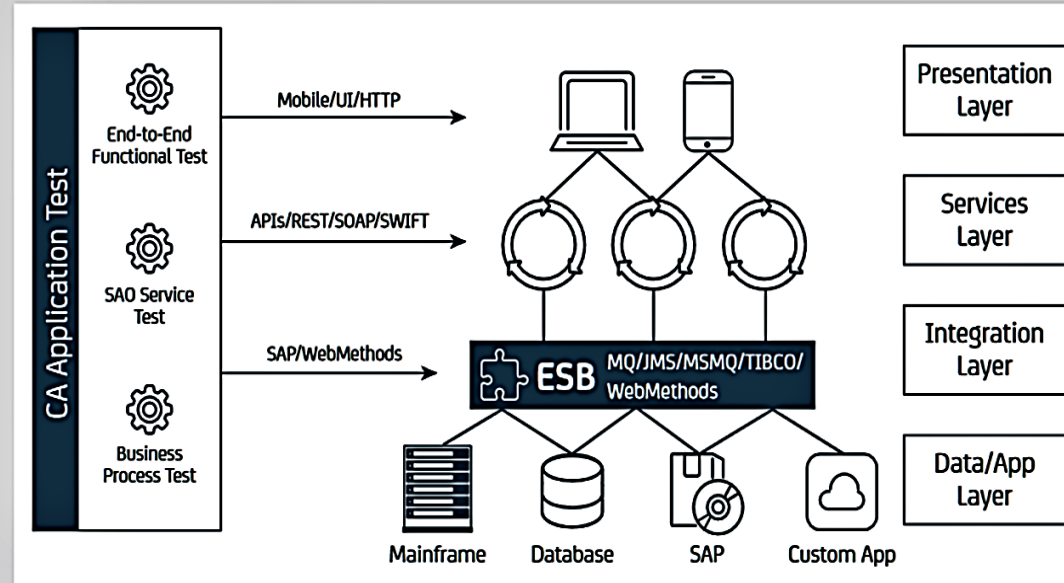 CA Application Test
End-to-End
Functional Test
SAO Service
Test
Business
Process Test
Mobile/UI/HTTP
APIs/REST/SOAP/SWIFT
SAP/WebMethods
ESB
MQ/JMS/MSMQ/TIBCO/
WebMethods
Mainframe
Database
SAP
Custom App
Presentation
Layer
Services
Layer
Integration
Layer
Data/App
Layer